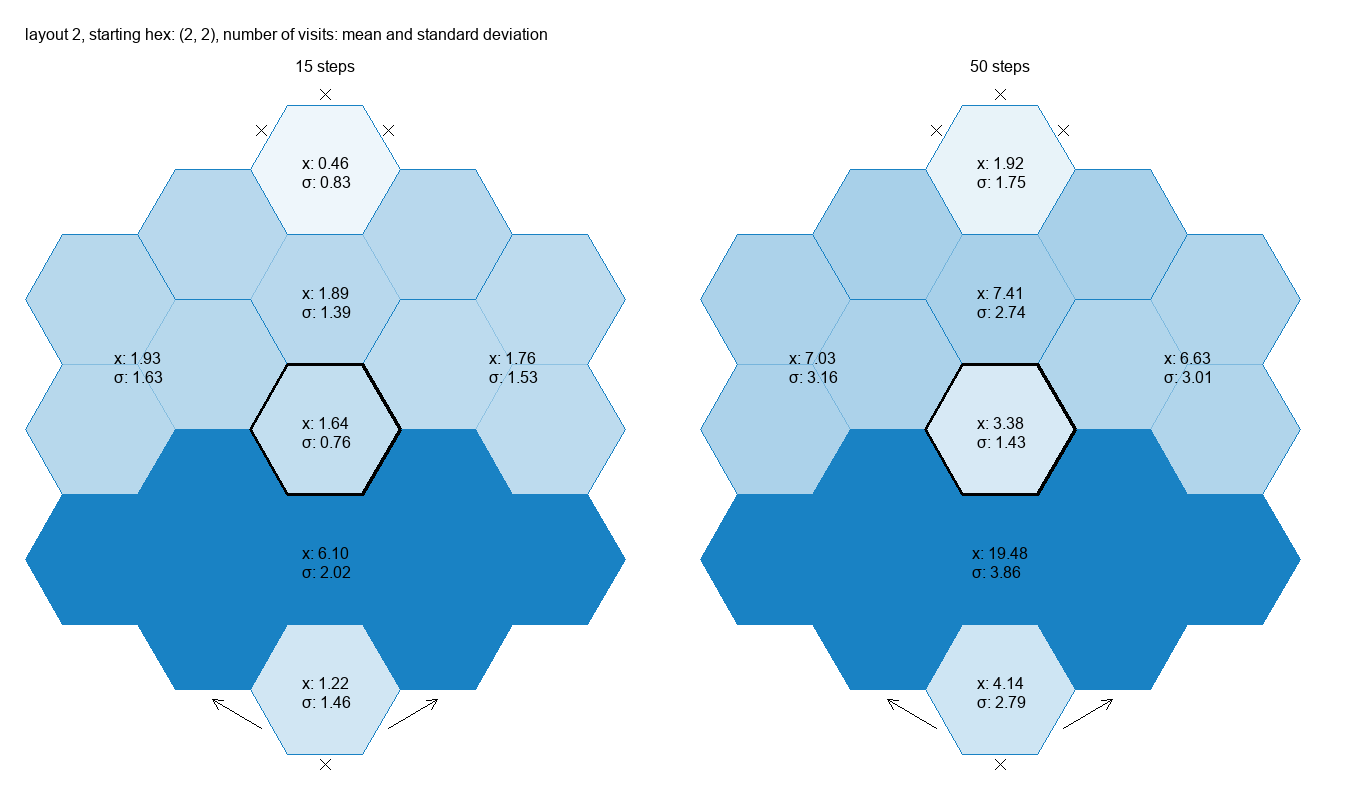 layout 2, starting hex: (2, 2), number of visits: mean and standard deviation
15 steps
x: 0.46
σ: 0.83
x: 1.89
σ: 1.39
x: 1.93
σ: 1.63
x: 1.76
σ: 1.53
x: 1.64
σ: 0.76
x: 6.10
σ: 2.02
x: 1.22
σ: 1.46
50 steps
x: 1.92
σ: 1.75
x: 7.41
σ: 2.74
x: 7.03
σ: 3.16
x: 6.63
σ: 3.01
x: 3.38
σ: 1.43
x: 19.48
σ: 3.86
x: 4.14
σ: 2.79